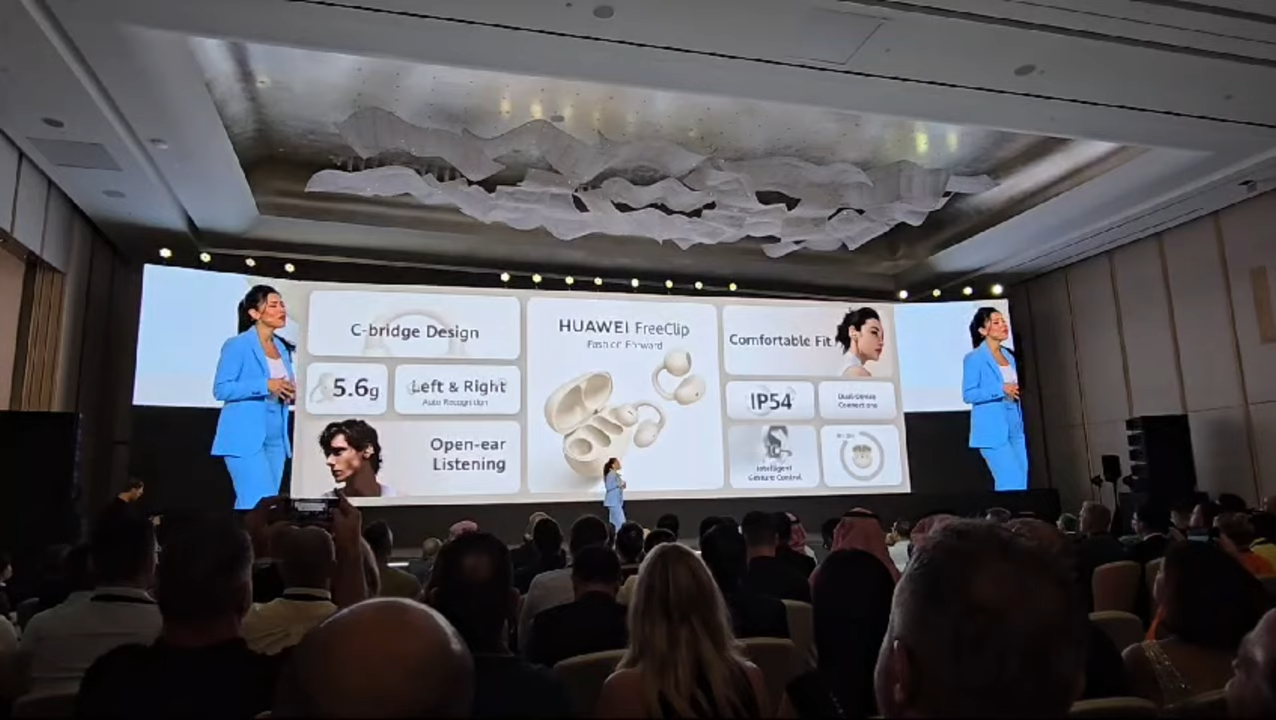 C-bridge Design
5.6g
Left & Right
Auto Recognition
Open-ear
Listening
HUAWEI FreeClip
Fashion Forward
Comfortable Fit
IP54
Dual-Device
Connections
Intelligent
Gesture Control